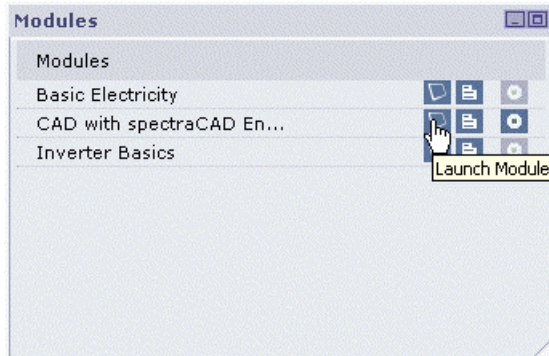 Modules
Modules
Basic Electricity
CAD with spectraCAD En...
Inverter Basics
Launch Module